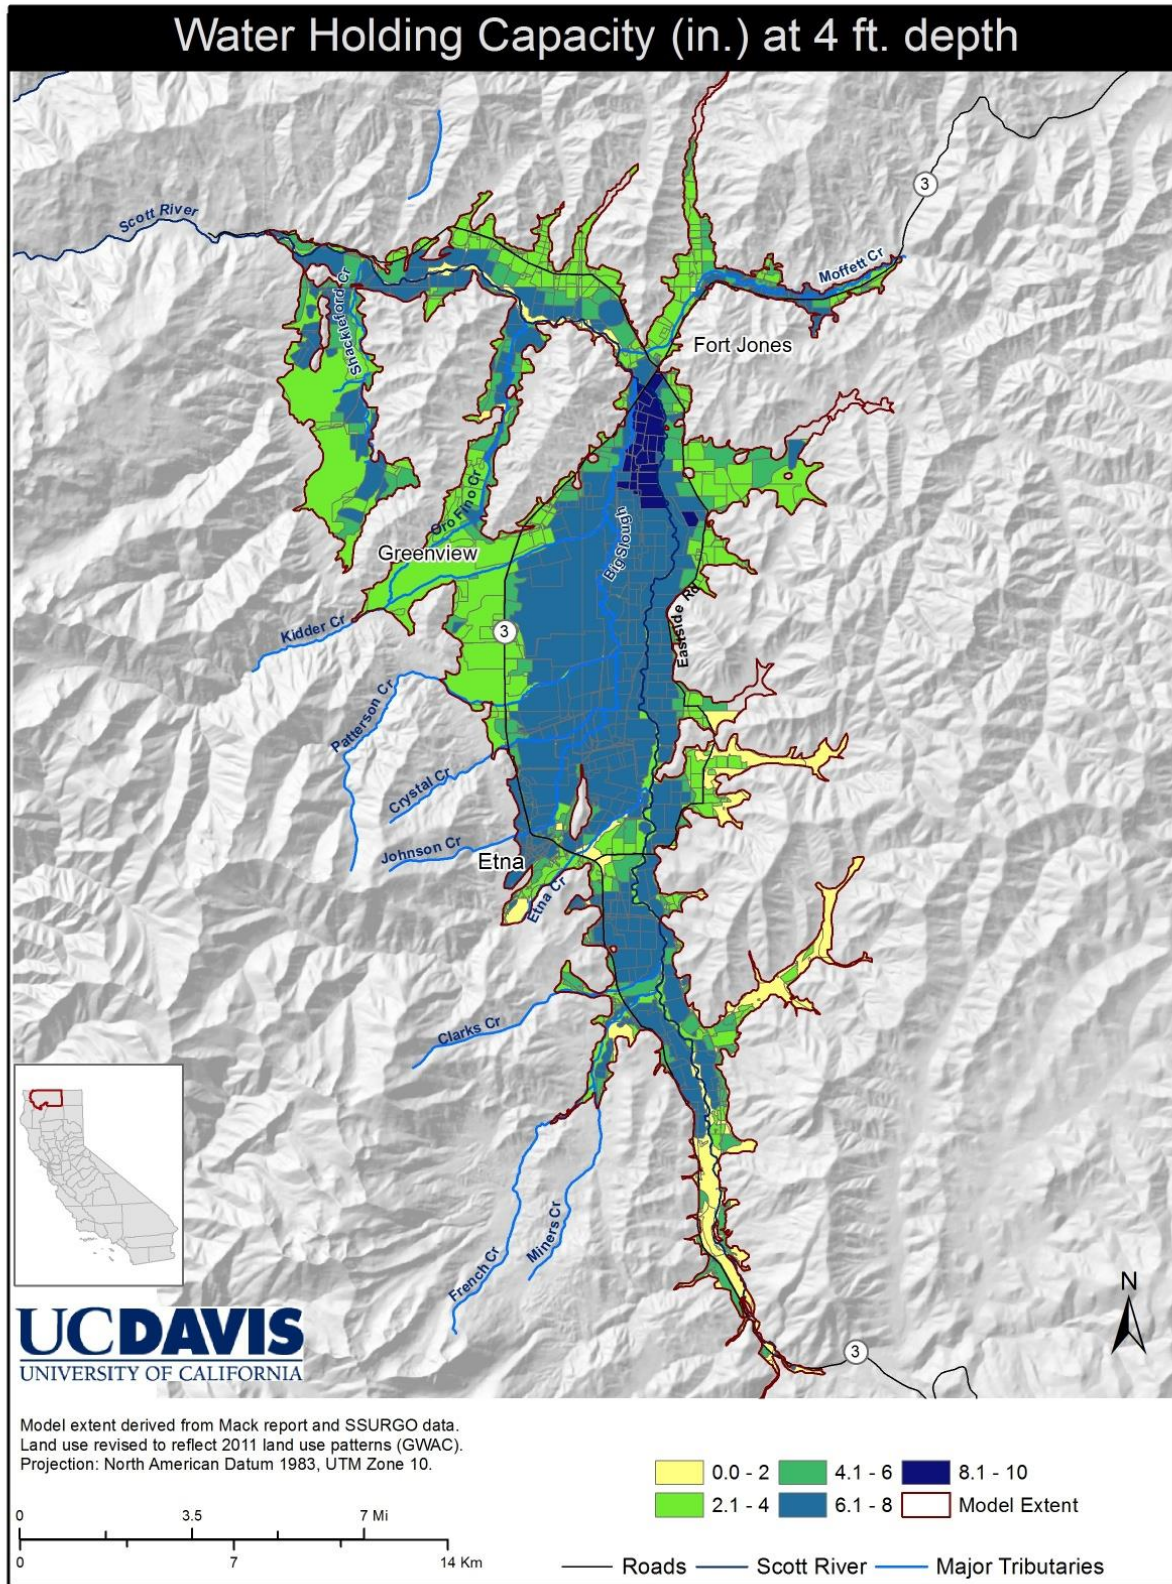 Water Holding Capacity (in.) at 4 ft. depth
3
Scott River
Moffett Cr
Shackleford Cr
Fort Jones
Oro Fino Cr
Big Slough
Greenview
Eastside Rd
Kidder Cr
3
Patterson Cr
Crystal Cr
Johnson Cr
Etna
Etna Cr
Clarks Cr
Miners Cr
French Cr
N
3
UCDAVIS
UNIVERSITY OF CALIFORNIA
Model extent derived from Mack report and SSURGO data.
Land use revised to reflect 2011 land use patterns (GWAC).
Projection: North American Datum 1983, UTM Zone 10.
0.0 - 2
4.1 - 6
8.1 - 10
2.1 - 4
6.1 - 8
Model Extent
0 3.5 7 Mi
0 7 14 Km
Roads
Scott River
Major Tributaries